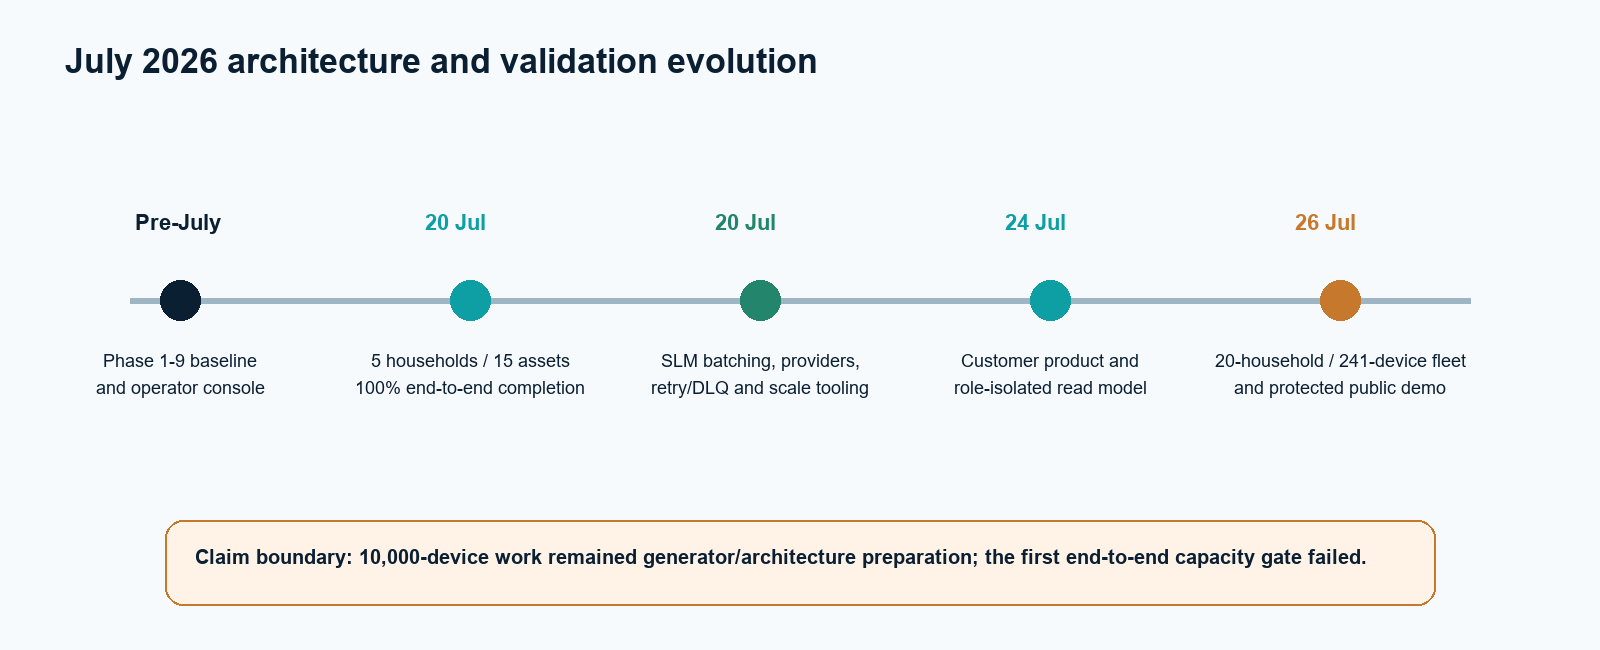 July 2026 architecture and validation evolution
Pre-July
20 Jul
20 Jul
24 Jul
26 Jul
Phase 1-9 baseline
and operator console
5 households / 15 assets
100% end-to-end completion
SLM batching, providers,
retry/DLQ and scale tooling
Customer product and
role-isolated read model
20-household / 241-device fleet
and protected public demo
Claim boundary: 10,000-device work remained generator/architecture preparation; the first end-to-end capacity gate failed.